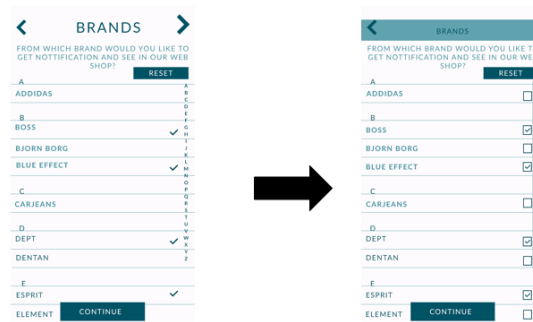 BRANDS
FROM WHICH BRAND WOULD YOU LIKE TO
GET NOTTIFICATION AND SEE IN OUR WEB
SHOP?
RESET
A
ADDIDAS
B
BOSS
BJORN BORG
BLUE EFFECT
C
CARJEANS
D
DEPT
DENTAN
E
ESPRIT
ELEMENT
CONTINUE
A
B
C
D
E
F
G
H
I
J
K
L
M
N
O
P
Q
R
S
T
U
V
W
X
Y
Z
BRANDS
FROM WHICH BRAND WOULD YOU LIKE T
GET NOTTIFICATION AND SEE IN OUR WE
SHOP?
RESET
A
ADDIDAS
B
BOSS
BJORN BORG
BLUE EFFECT
C
CARJEANS
D
DEPT
DENTAN
E
ESPRIT
ELEMENT
CONTINUE